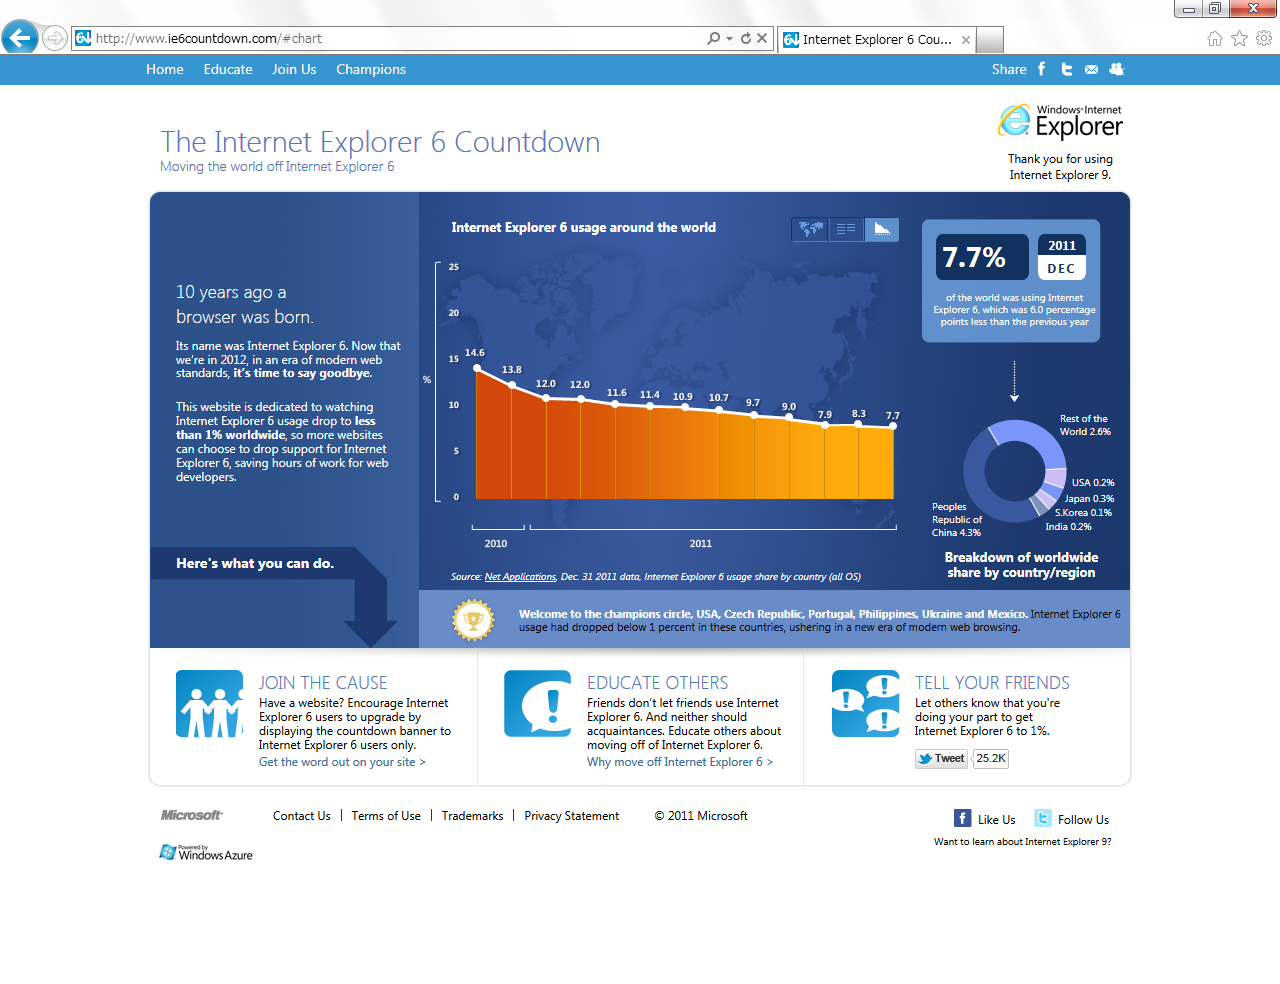 http://www.ie6countdown.com/#chart
Internet Explorer 6 Cou...
Home Educate Join Us Champions
Share
Windows Internet
Explorer
The Internet Explorer 6 Countdown
Moving the world off Internet Explorer 6
Thank you for using
Internet Explorer 9.
10 years ago a
browser was born.
Its name was Internet Explorer 6. Now that
we're in 2012, in an era of modern web
standards, it's time to say goodbye.
This website is dedicated to watching
Internet Explorer 6 usage drop to less
than 1% worldwide, so more websites
can choose to drop support for Internet
Explorer 6, saving hours of work for web
developers.
Here's what you can do.
Internet Explorer 6 usage around the world
%
25
20
15
10
5
0
14.6 13.8 12.0 12.0 11.6 11.4 10.9 10.7 9.7 9.0 7.9 8.3 7.7
2010 2011
Source: Net Applications, Dec. 31 2011 data, Internet Explorer 6 usage share by country (all OS)
7.7%
2011
DEC
of the world was using Internet
Explorer 6, which was 6.0 percentage
points less than the previous year
Rest of the
World 2.6%
USA 0.2%
Japan 0.3%
S.Korea 0.1%
India 0.2%
Peoples
Republic of
China 4.3%
Breakdown of worldwide
share by country/region
Welcome to the champions circle, USA, Czech Republic, Portugal, Philippines, Ukraine and Mexico. Internet Explorer 6
usage had dropped below 1 percent in these countries, ushering in a new era of modern web browsing.
JOIN THE CAUSE
Have a website? Encourage Internet
Explorer 6 users to upgrade by
displaying the countdown banner to
Internet Explorer 6 users only.
Get the word out on your site >
EDUCATE OTHERS
Friends don't let friends use Internet
Explorer 6. And neither should
acquaintances. Educate others about
moving off of Internet Explorer 6.
Why move off Internet Explorer 6 >
TELL YOUR FRIENDS
Let others know that you're
doing your part to get
Internet Explorer 6 to 1%.
Tweet 25.2K
Microsoft
Contact Us | Terms of Use | Trademarks | Privacy Statement © 2011 Microsoft
Like Us Follow Us
Want to learn about Internet Explorer 9?
Powered by
Windows Azure